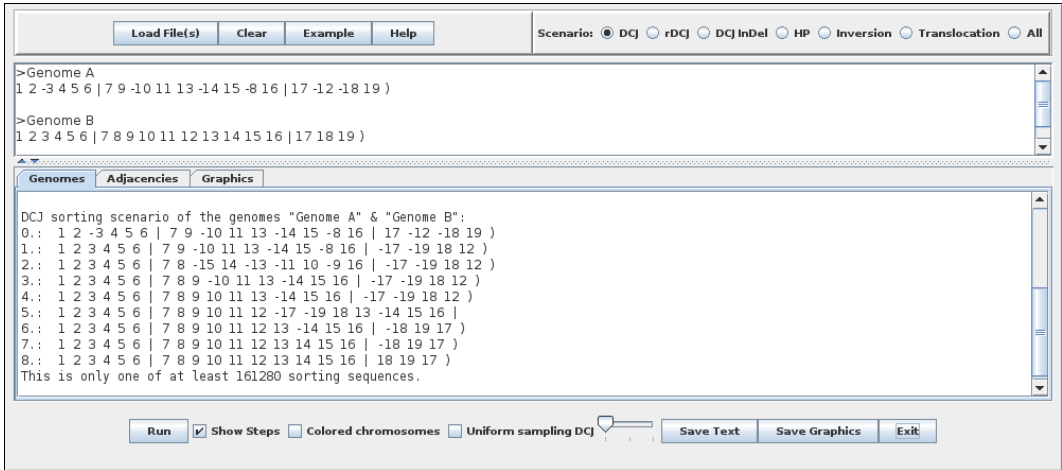 Load File(s) Clear Example Help Scenario: DCJ rDCJ DCJ InDel HP Inversion Translocation All
>Genome A
1 2 -3 4 5 6 | 7 9 -10 11 13 -14 15 -8 16 | 17 -12 -18 19 )
>Genome B
1 2 3 4 5 6 | 7 8 9 10 11 12 13 14 15 16 | 17 18 19 )
Genomes Adjacencies Graphics
DCJ sorting scenario of the genomes "Genome A" & "Genome B":
0.: 1 2 -3 4 5 6 | 7 9 -10 11 13 -14 15 -8 16 | 17 -12 -18 19 )
1.: 1 2 3 4 5 6 | 7 9 -10 11 13 -14 15 -8 16 | -17 -19 18 12 )
2.: 1 2 3 4 5 6 | 7 8 -15 14 -13 -11 10 -9 16 | -17 -19 18 12 )
3.: 1 2 3 4 5 6 | 7 8 9 -10 11 13 -14 15 16 | -17 -19 18 12 )
4.: 1 2 3 4 5 6 | 7 8 9 10 11 13 -14 15 16 | -17 -19 18 12 )
5.: 1 2 3 4 5 6 | 7 8 9 10 11 12 -17 -19 18 13 -14 15 16 |
6.: 1 2 3 4 5 6 | 7 8 9 10 11 12 13 -14 15 16 | -18 19 17 )
7.: 1 2 3 4 5 6 | 7 8 9 10 11 12 13 14 15 16 | -18 19 17 )
8.: 1 2 3 4 5 6 | 7 8 9 10 11 12 13 14 15 16 | 18 19 17 )
This is only one of at least 161280 sorting sequences.
Run Show Steps Colored chromosomes Uniform sampling DCJ Save Text Save Graphics Exit